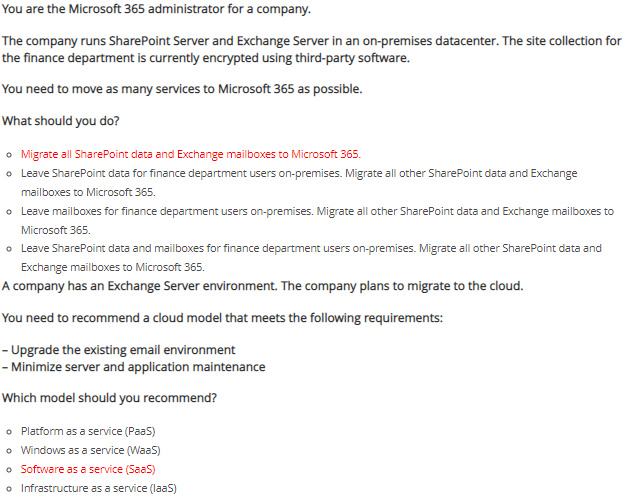 You are the Microsoft 365 administrator for a company.
The company runs SharePoint Server and Exchange Server in an on-premises datacenter. The site collection for
the finance department is currently encrypted using third-party software.
You need to move as many services to Microsoft 365 as possible.
What should you do?
Migrate all SharePoint data and Exchange mailboxes to Microsoft 365.
Leave SharePoint data for finance department users on-premises. Migrate all other SharePoint data and Exchange
mailboxes to Microsoft 365.
Leave mailboxes for finance department users on-premises. Migrate all other SharePoint data and Exchange mailboxes to
Microsoft 365.
Leave SharePoint data and mailboxes for finance department users on-premises. Migrate all other SharePoint data and
Exchange mailboxes to Microsoft 365.
A company has an Exchange Server environment. The company plans to migrate to the cloud.
You need to recommend a cloud model that meets the following requirements:
– Upgrade the existing email environment
– Minimize server and application maintenance
Which model should you recommend?
Platform as a service (PaaS)
Windows as a service (WaaS)
Software as a service (SaaS)
Infrastructure as a service (IaaS)